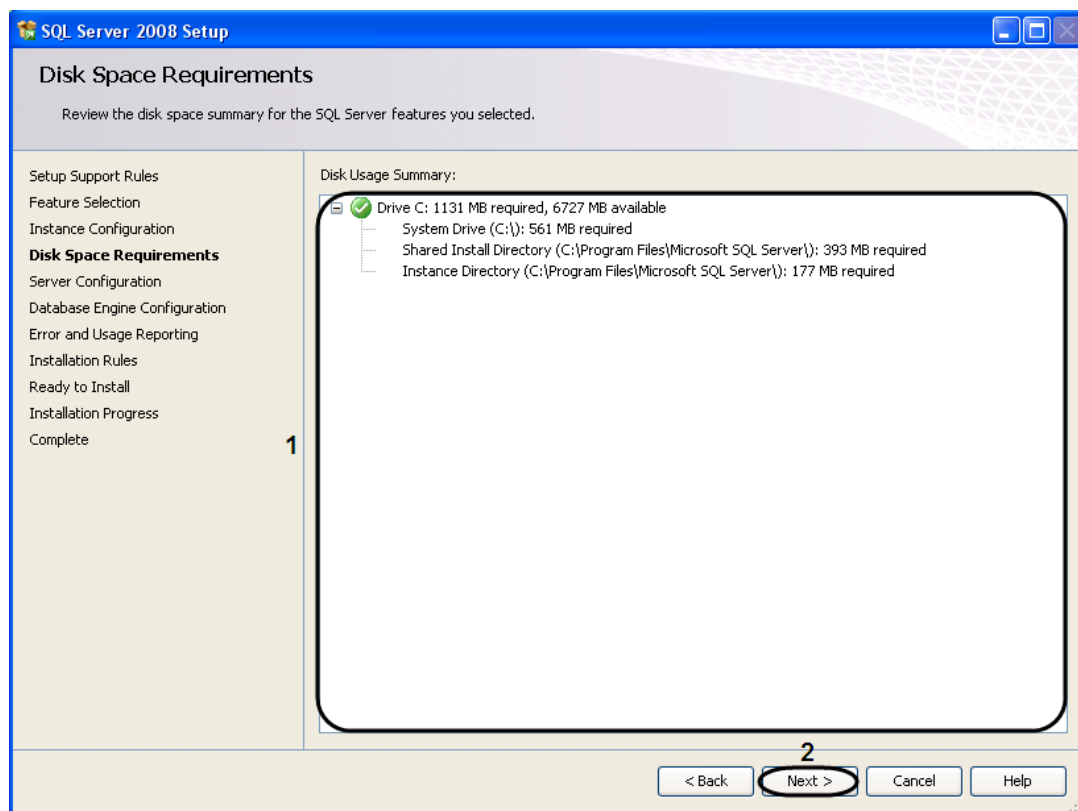 SQL Server 2008 Setup
Disk Space Requirements
Review the disk space summary for the SQL Server features you selected.
Setup Support Rules
Feature Selection
Instance Configuration
Disk Space Requirements
Server Configuration
Database Engine Configuration
Error and Usage Reporting
Installation Rules
Ready to Install
Installation Progress
Complete
1
Disk Usage Summary:
Drive C: 1131 MB required, 6727 MB available
System Drive (C:\): 561 MB required
Shared Install Directory (C:\Program Files\Microsoft SQL Server\): 393 MB required
Instance Directory (C:\Program Files\Microsoft SQL Server\): 177 MB required
2
< Back
Next >
Cancel
Help